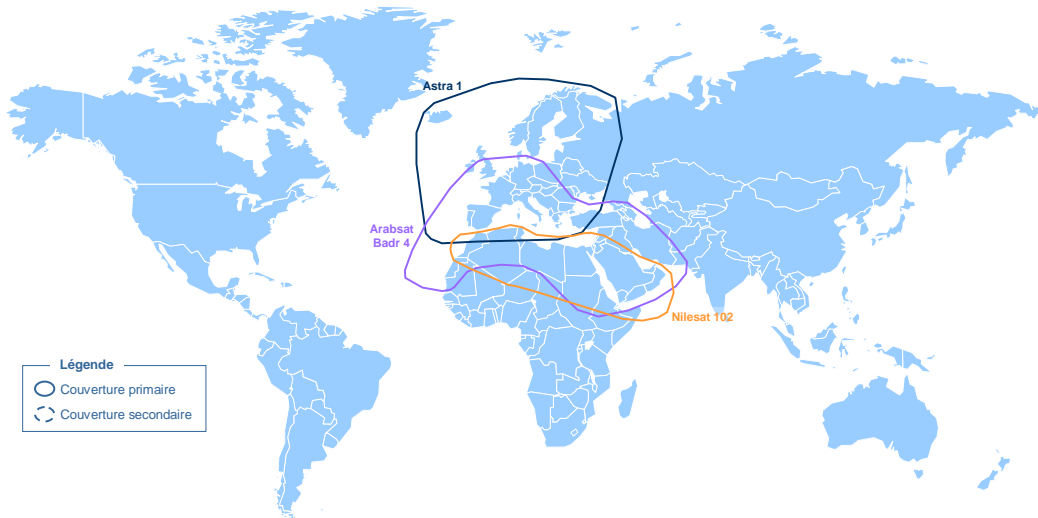 Astra 1
Arabsat
Badr 4
Nilesat 102
Légende
Couverture primaire
Couverture secondaire